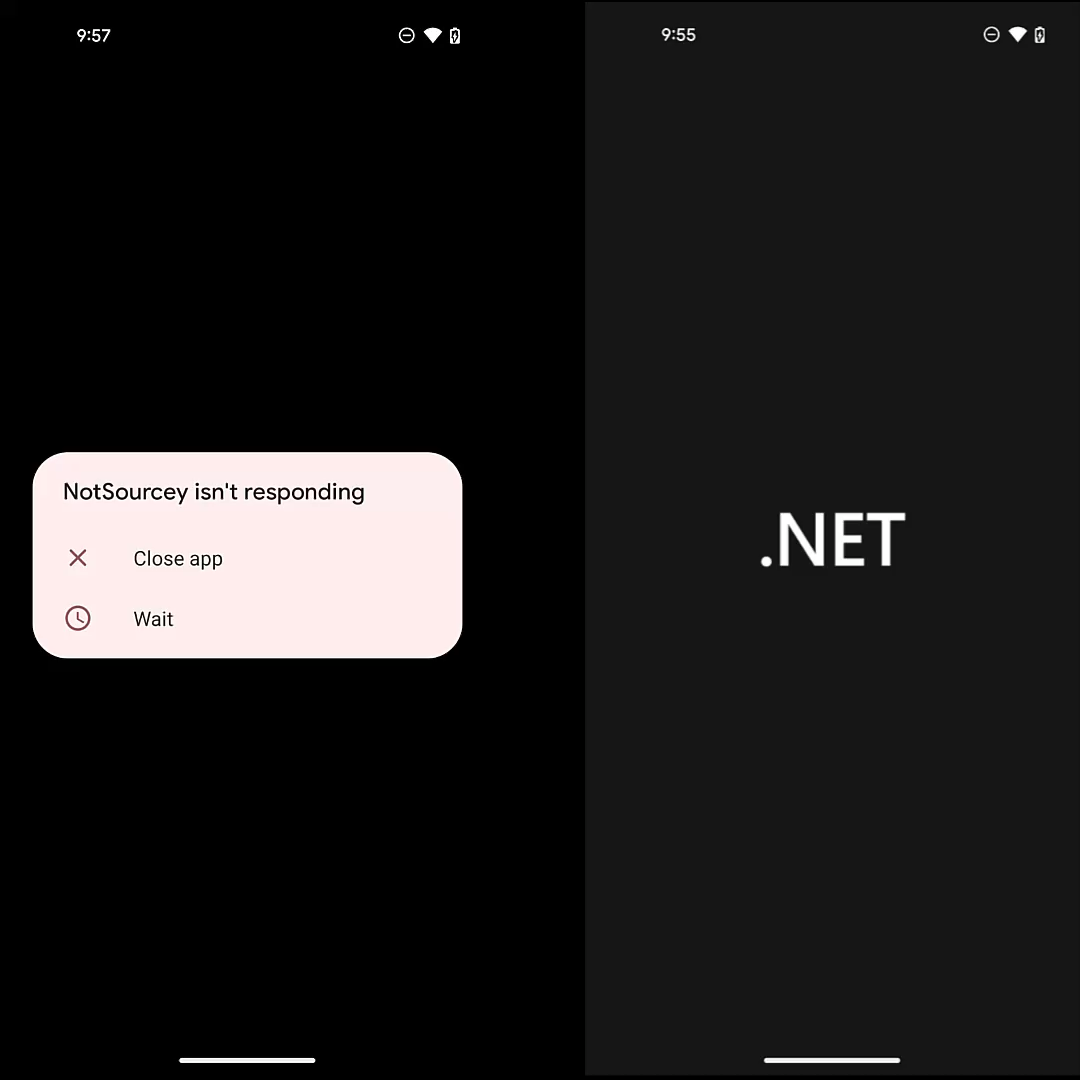 9:57
NotSourcey isn't responding
Close app
Wait
9:55
.NET